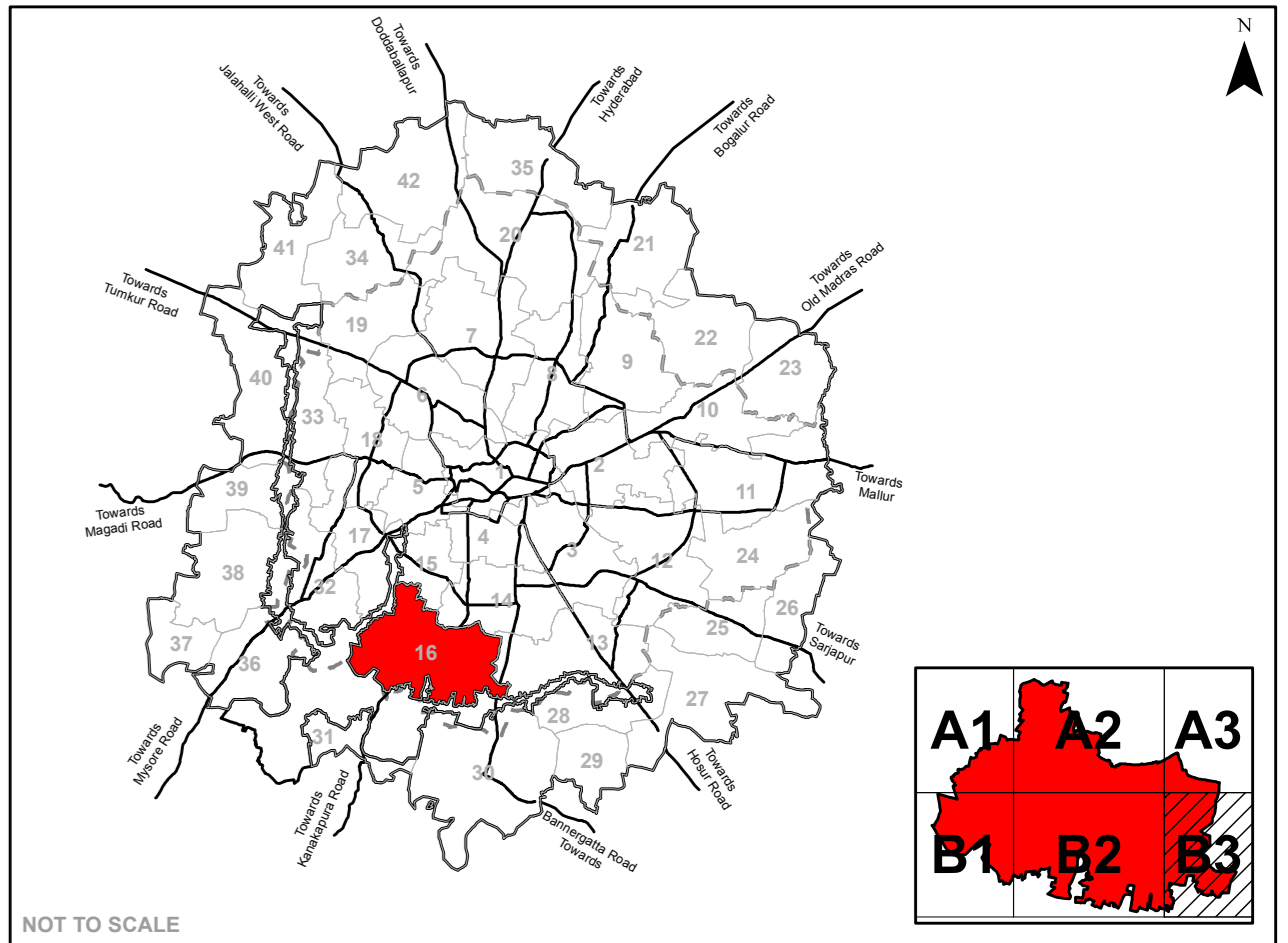 N
Towards
Doddaballapur
Towards
Jalahalli West Road
Towards
Hyderabad
Towards
Bogalur Road
35
42
20
21
41
34
Towards
Old Madras Road
Towards
Tumkur Road
19
7
22
9
23
8
40
6
10
33
18
1
2
5
11
39
Towards
Mallur
Towards
Magadi Road
17
4
3
12
24
15
38
32
14
26
25
13
Towards
Sarjapur
37
36
16
27
28
31
29
30
Towards
Mysore Road
Towards
Kanakapura Road
Bannergatta Road
Towards
Towards
Hosur Road
A1
A2
A3
B1
B2
B3
NOT TO SCALE